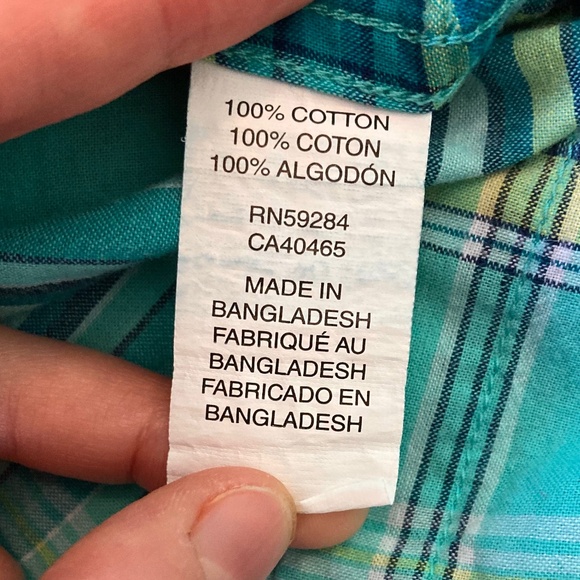 100% COTTON
100% COTON
100% ALGODÓN
RN59284
CA40465
MADE IN
BANGLADESH
FABRIQUÉ AU
BANGLADESH
FABRICADO EN
BANGLADESH